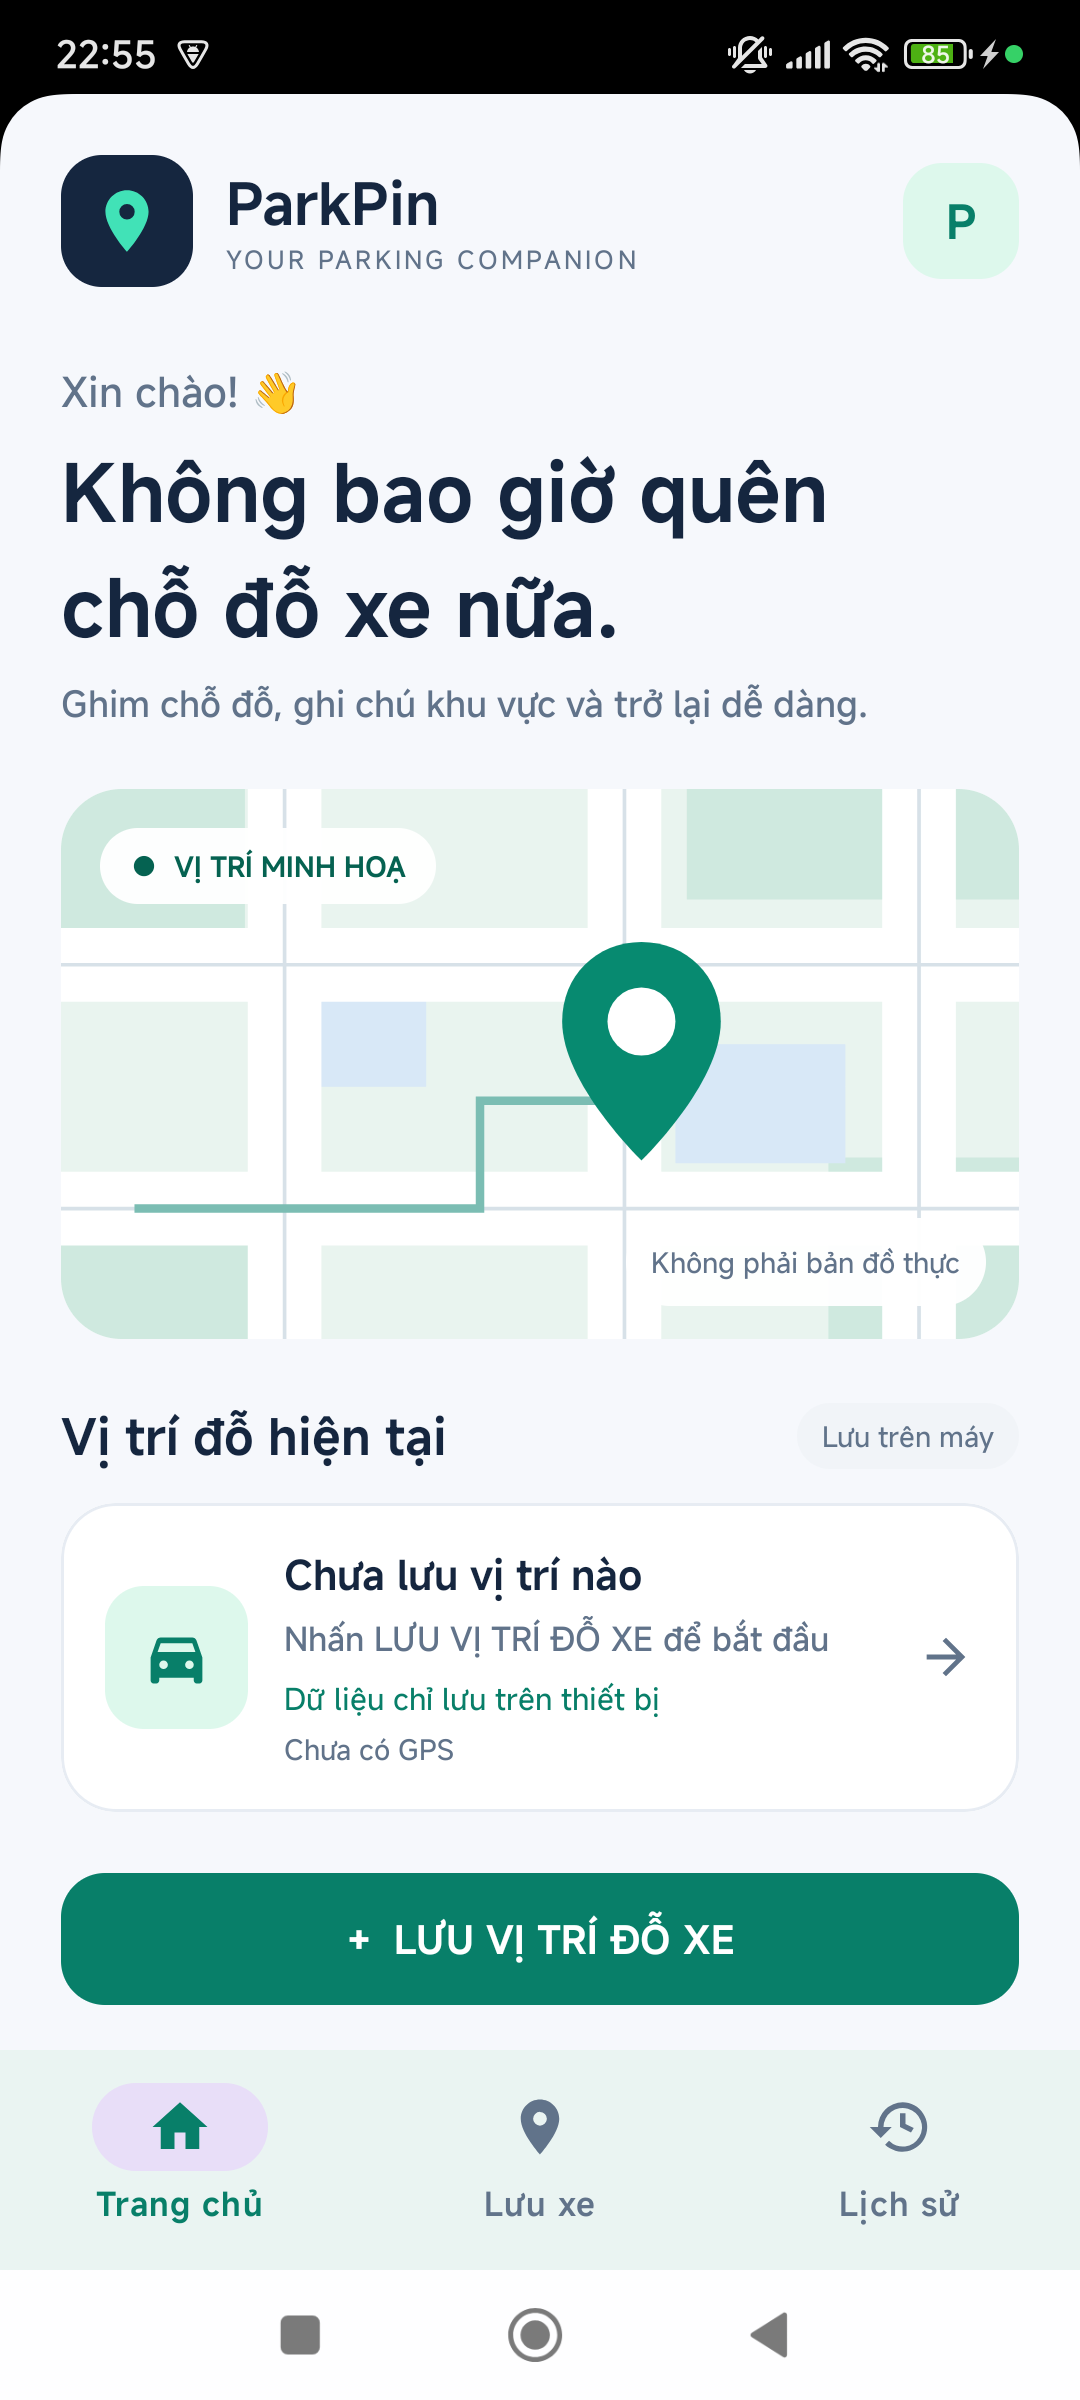 22:55
85
ParkPin
YOUR PARKING COMPANION
P
Xin chào! 👋
Không bao giờ quên
chỗ đỗ xe nữa.
Ghim chỗ đỗ, ghi chú khu vực và trở lại dễ dàng.
VỊ TRÍ MINH HOẠ
Không phải bản đồ thực
Vị trí đỗ hiện tại
Lưu trên máy
Chưa lưu vị trí nào
Nhấn LƯU VỊ TRÍ ĐỖ XE để bắt đầu
Dữ liệu chỉ lưu trên thiết bị
Chưa có GPS
+ LƯU VỊ TRÍ ĐỖ XE
Trang chủ
Lưu xe
Lịch sử